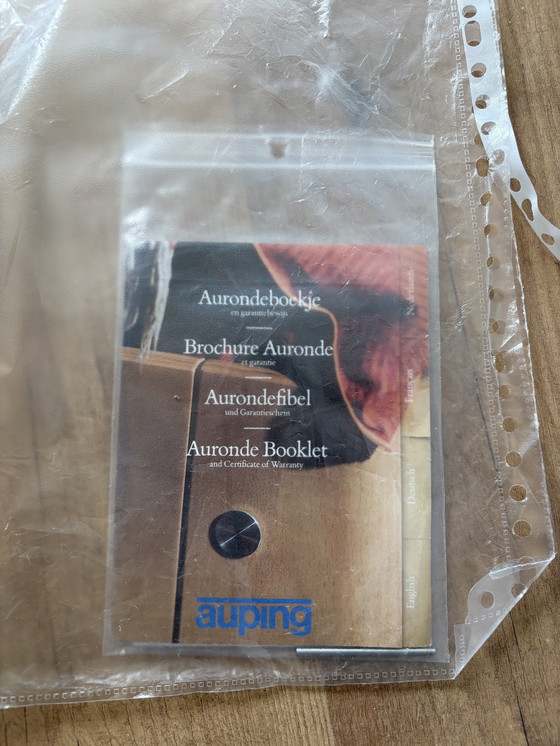 Aurondeboekje
en garantiebewijs
Brochure Auronde
et garantie
Aurondefibel
und Garantieschein
Auronde Booklet
and Certificate of Warranty
auping
Nederlands
Français
Deutsch
English